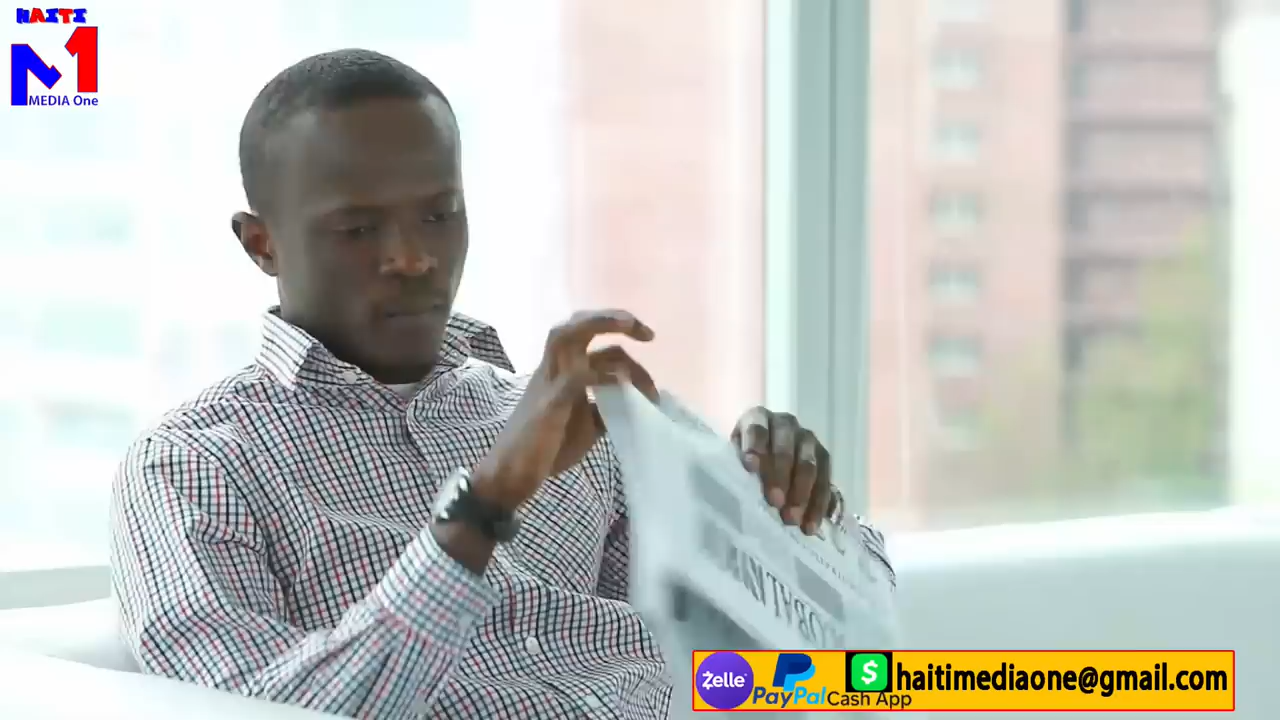 HAITI
M1
MEDIA One
Zelle
PayPal
$
Cash App
haitimediaone@gmail.com